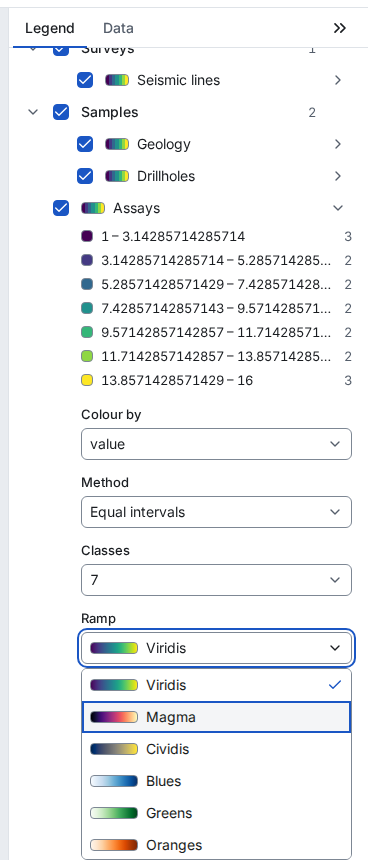 Legend Data
Surveys 1
Seismic lines
Samples 2
Geology
Drillholes
Assays
1 – 3.14285714285714 3
3.14285714285714 – 5.285714285... 2
5.28571428571429 – 7.428571428... 2
7.42857142857143 – 9.571428571... 2
9.57142857142857 – 11.71428571... 2
11.7142857142857 – 13.85714285... 2
13.8571428571429 – 16 3
Colour by
value
Method
Equal intervals
Classes
7
Ramp
Viridis
Viridis
Magma
Cividis
Blues
Greens
Oranges